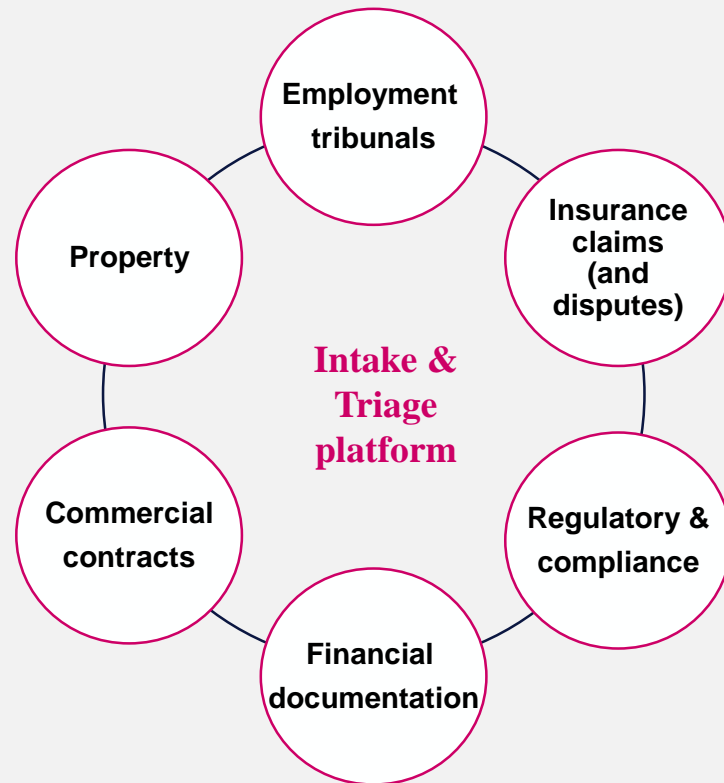 Employment
tribunals
Insurance
claims
(and
disputes)
Property
Intake &
Triage
platform
Commercial
contracts
Regulatory &
compliance
Financial
documentation